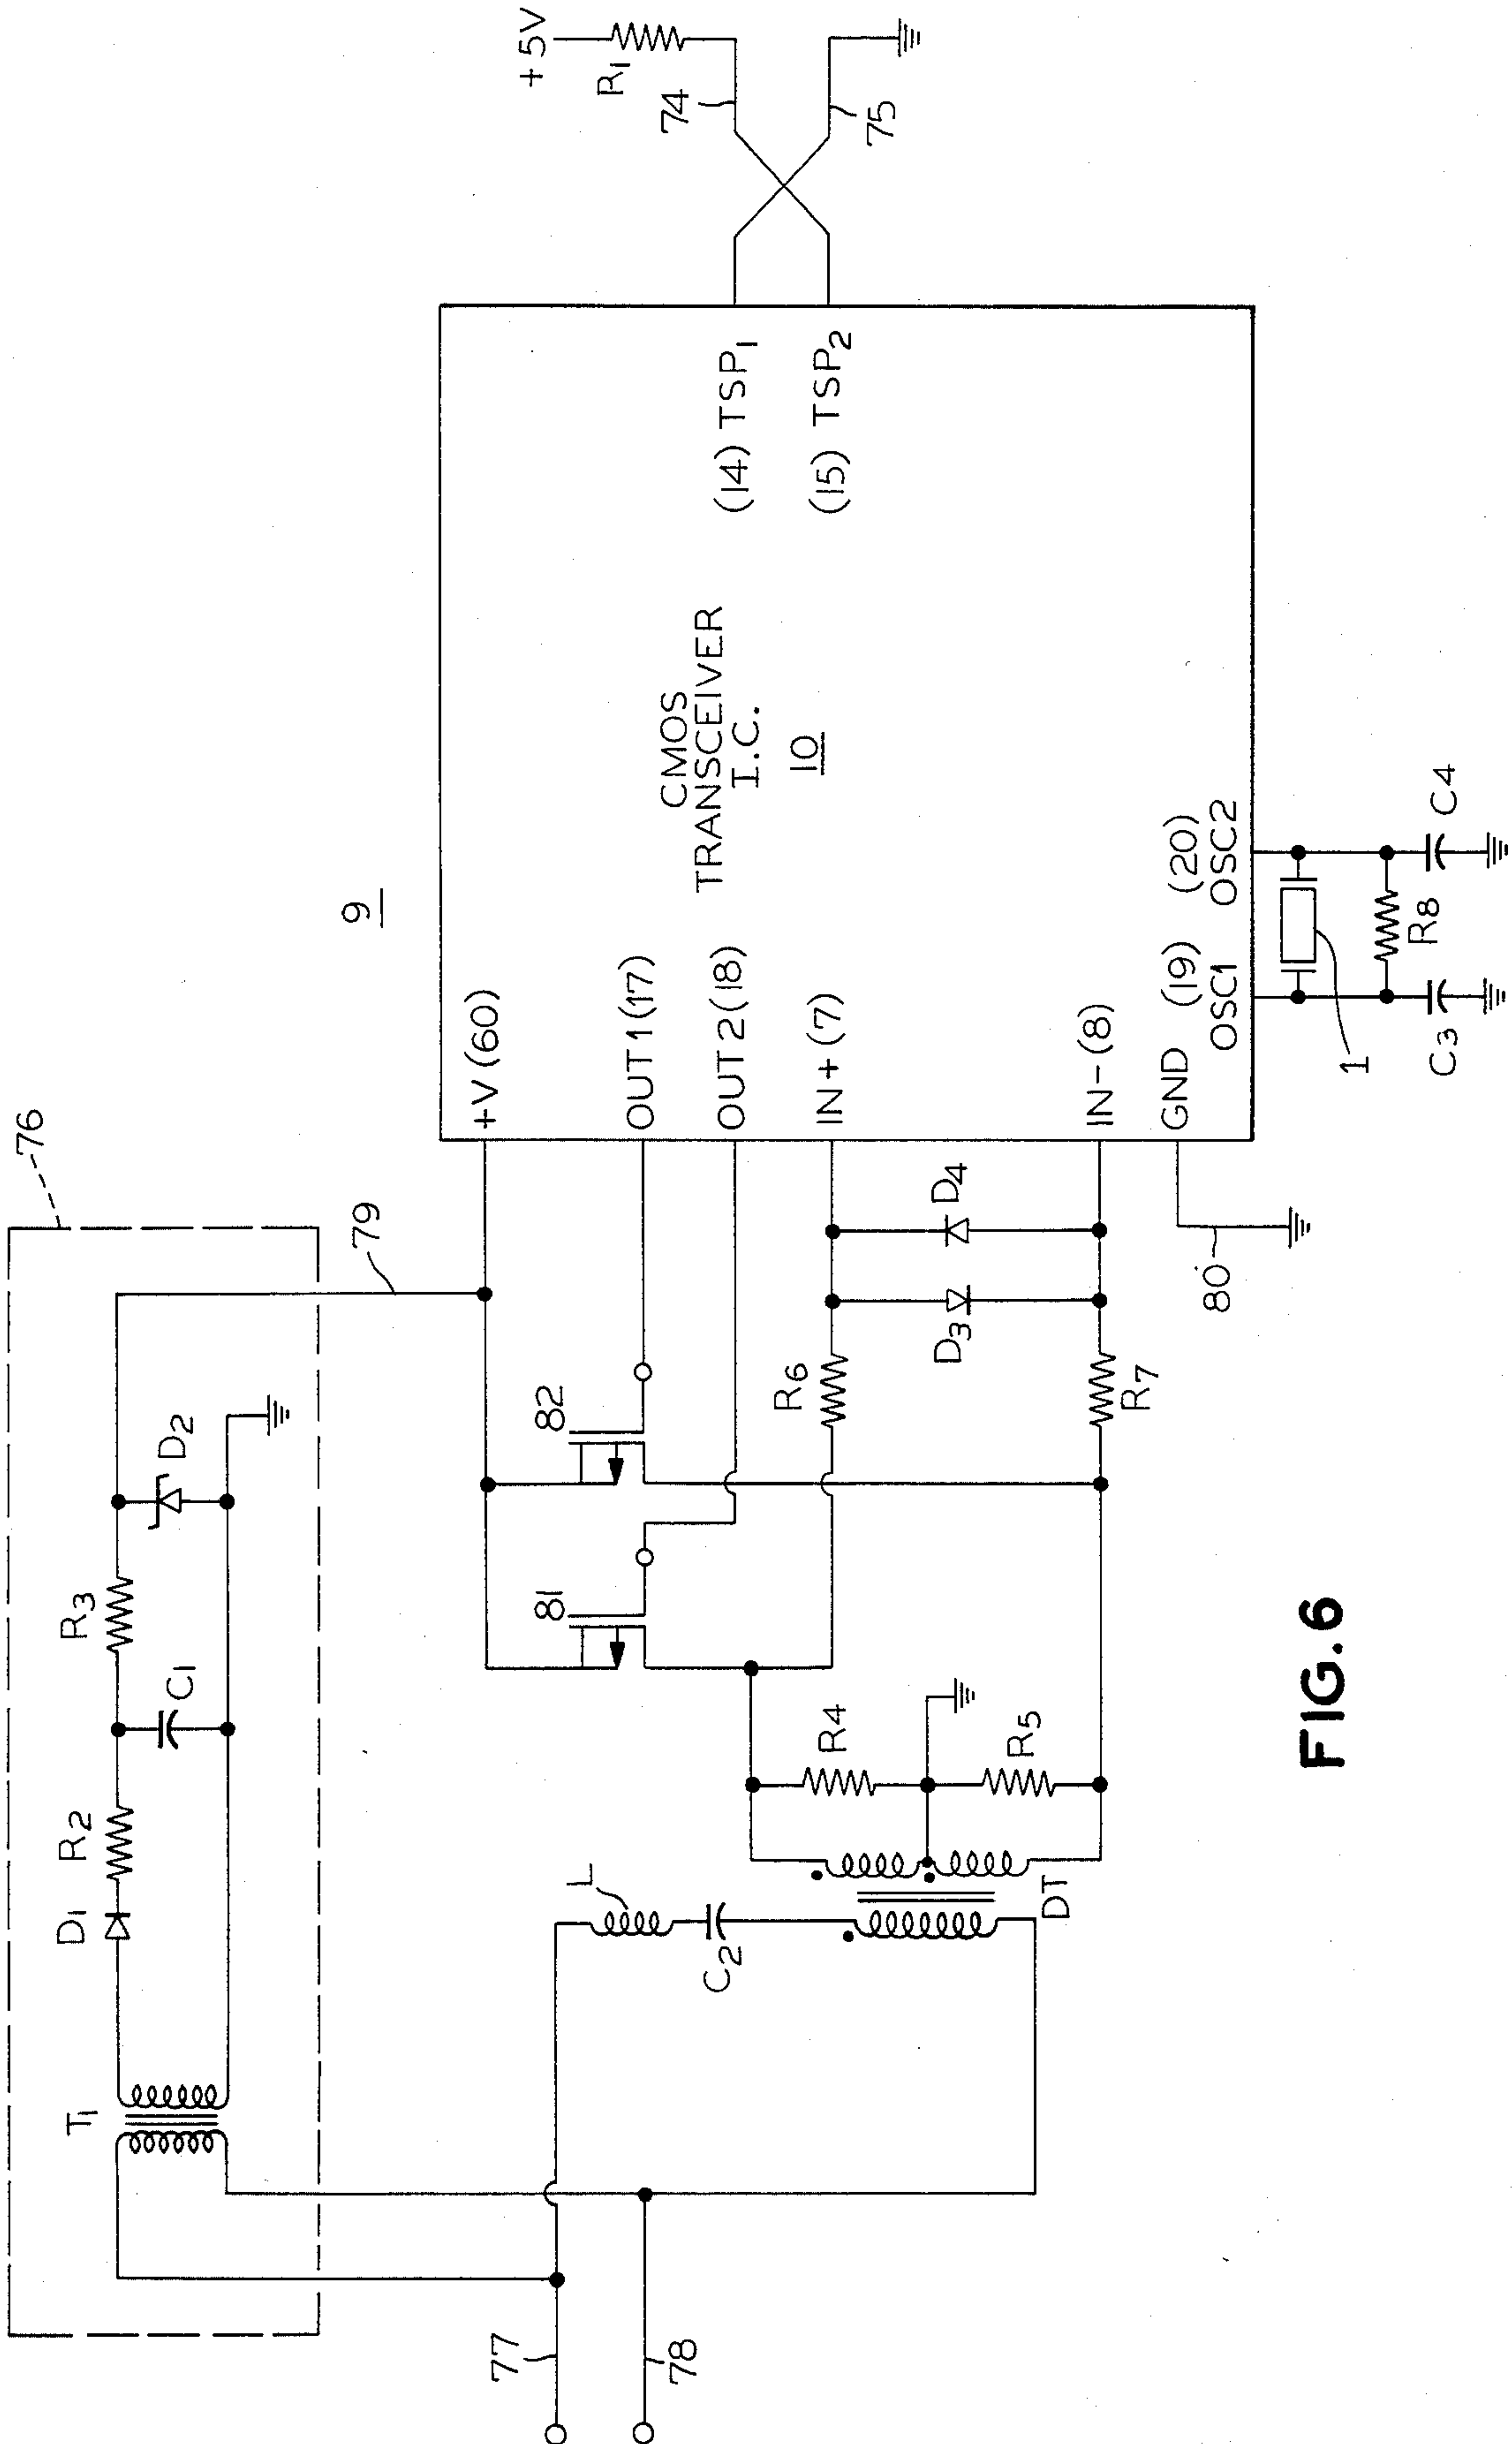 76
T1
D1
R2
C1
R3
D2
79
9
+5V
R1
74
75
77
78
L
C2
DT
R4
R5
81
82
R6
R7
D3
D4
80
+V (60)
OUT1 (17)
OUT2 (18)
IN+ (7)
IN- (8)
GND
(19)
OSC1
(20)
OSC2
CMOS
TRANSCEIVER
I.C.
10
(14) TSP1
(15) TSP2
1
R8
C3
C4
FIG. 6